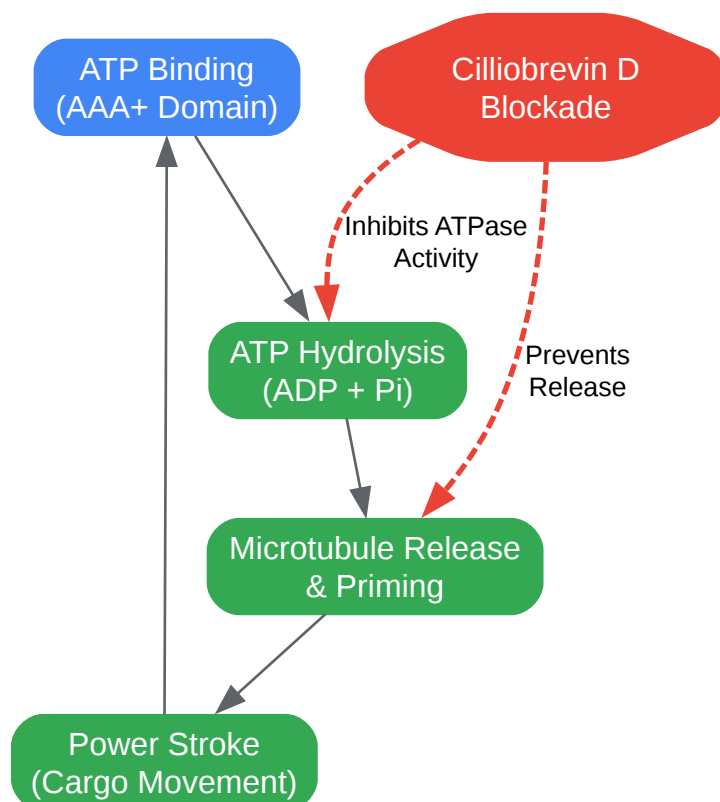 ATP Binding
(AAA+ Domain)
Cilliobrevin D
Blockade
Inhibits ATPase
Activity
ATP Hydrolysis
(ADP + Pi)
Prevents
Release
Microtubule Release
& Priming
Power Stroke
(Cargo Movement)